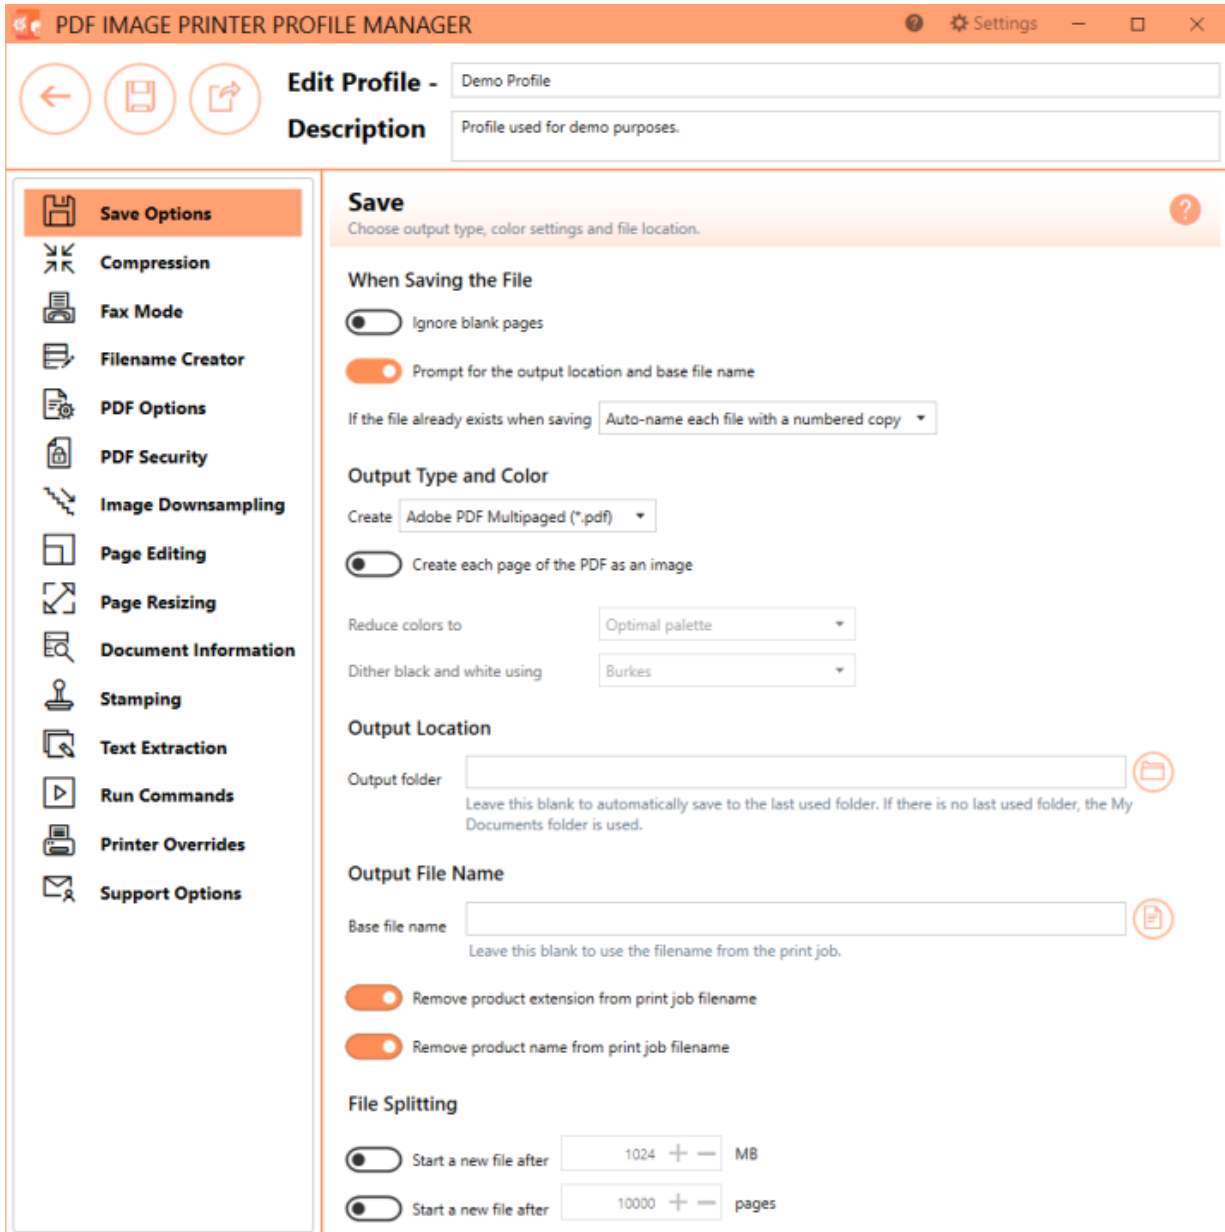 PDF IMAGE PRINTER PROFILE MANAGER
? Settings
Edit Profile - Demo Profile
Description Profile used for demo purposes.
Save Options
Compression
Fax Mode
Filename Creator
PDF Options
PDF Security
Image Downsampling
Page Editing
Page Resizing
Document Information
Stamping
Text Extraction
Run Commands
Printer Overrides
Support Options
Save
?
Choose output type, color settings and file location.
When Saving the File
Ignore blank pages
Prompt for the output location and base file name
If the file already exists when saving Auto-name each file with a numbered copy
Output Type and Color
Create Adobe PDF Multipaged (*.pdf)
Create each page of the PDF as an image
Reduce colors to Optimal palette
Dither black and white using Burkes
Output Location
Output folder
Leave this blank to automatically save to the last used folder. If there is no last used folder, the My
Documents folder is used.
Output File Name
Base file name
Leave this blank to use the filename from the print job.
Remove product extension from print job filename
Remove product name from print job filename
File Splitting
Start a new file after 1024 + − MB
Start a new file after 10000 + − pages